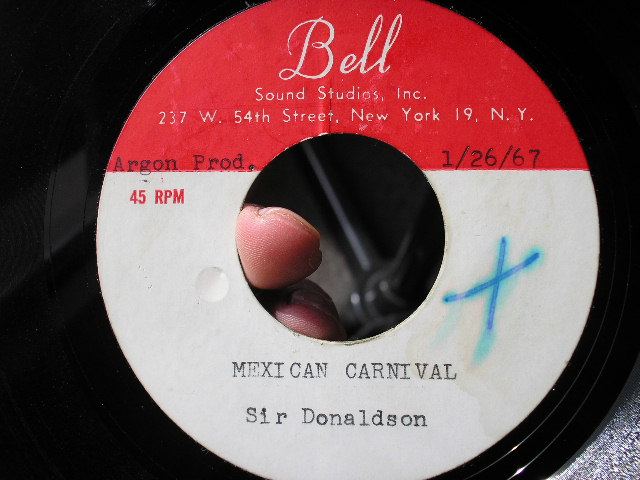 Bell
Sound Studios, Inc.
237 W. 54th Street, New York 19, N.Y.
Argon Prod. 1/26/67
45 RPM
MEXICAN CARNIVAL
Sir Donaldson